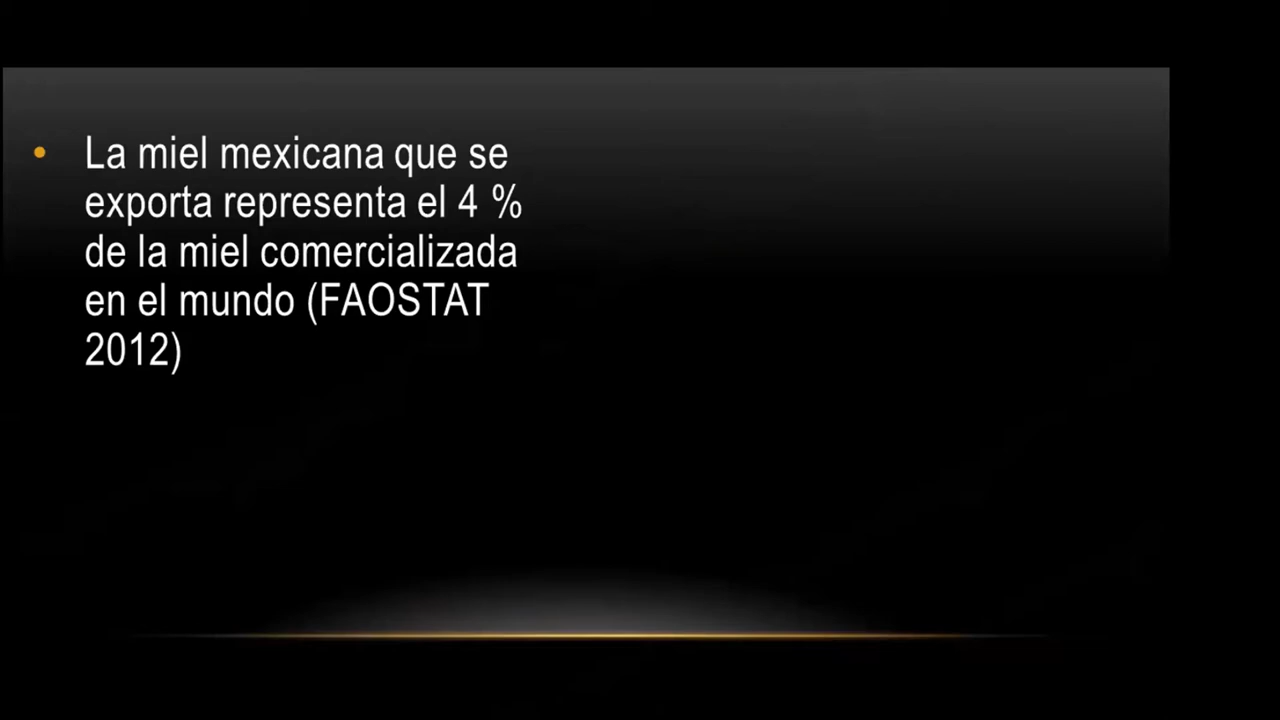 • La miel mexicana que se
exporta representa el 4 %
de la miel comercializada
en el mundo (FAOSTAT
2012)